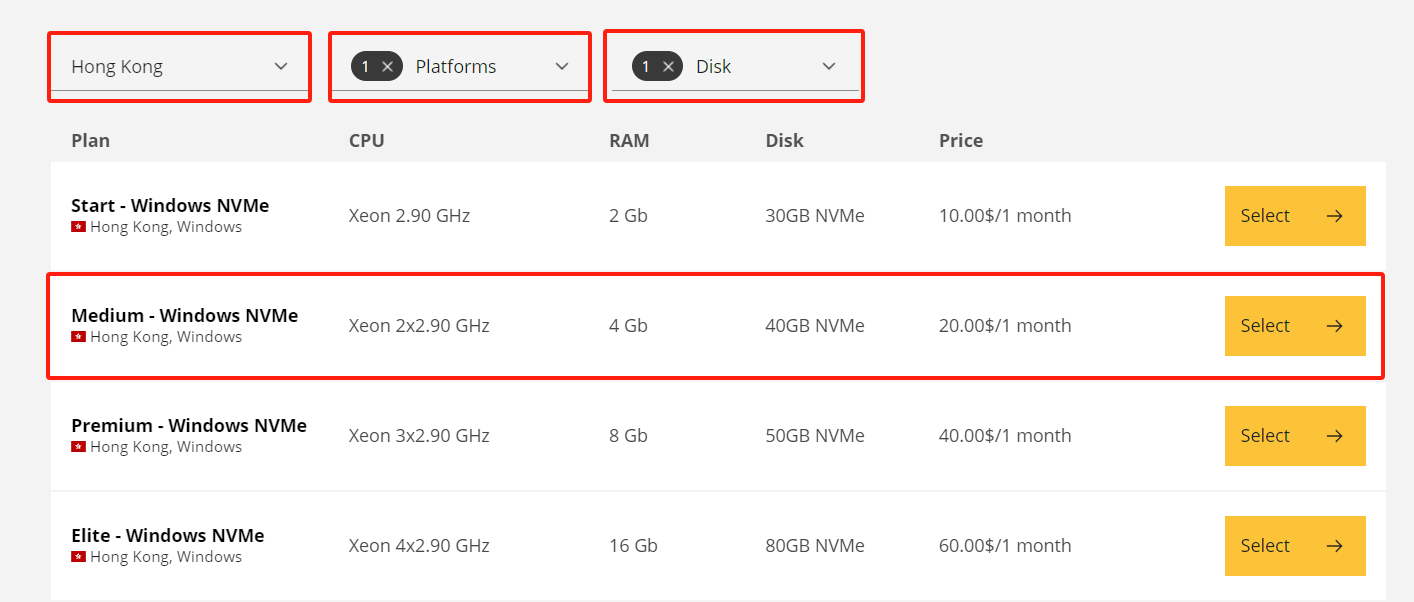 Hong Kong 1 Platforms 1 Disk
Plan CPU RAM Disk Price
Start - Windows NVMe
Hong Kong, Windows
Xeon 2.90 GHz 2 Gb 30GB NVMe 10.00$/1 month Select →
Medium - Windows NVMe
Hong Kong, Windows
Xeon 2x2.90 GHz 4 Gb 40GB NVMe 20.00$/1 month Select →
Premium - Windows NVMe
Hong Kong, Windows
Xeon 3x2.90 GHz 8 Gb 50GB NVMe 40.00$/1 month Select →
Elite - Windows NVMe
Hong Kong, Windows
Xeon 4x2.90 GHz 16 Gb 80GB NVMe 60.00$/1 month Select →